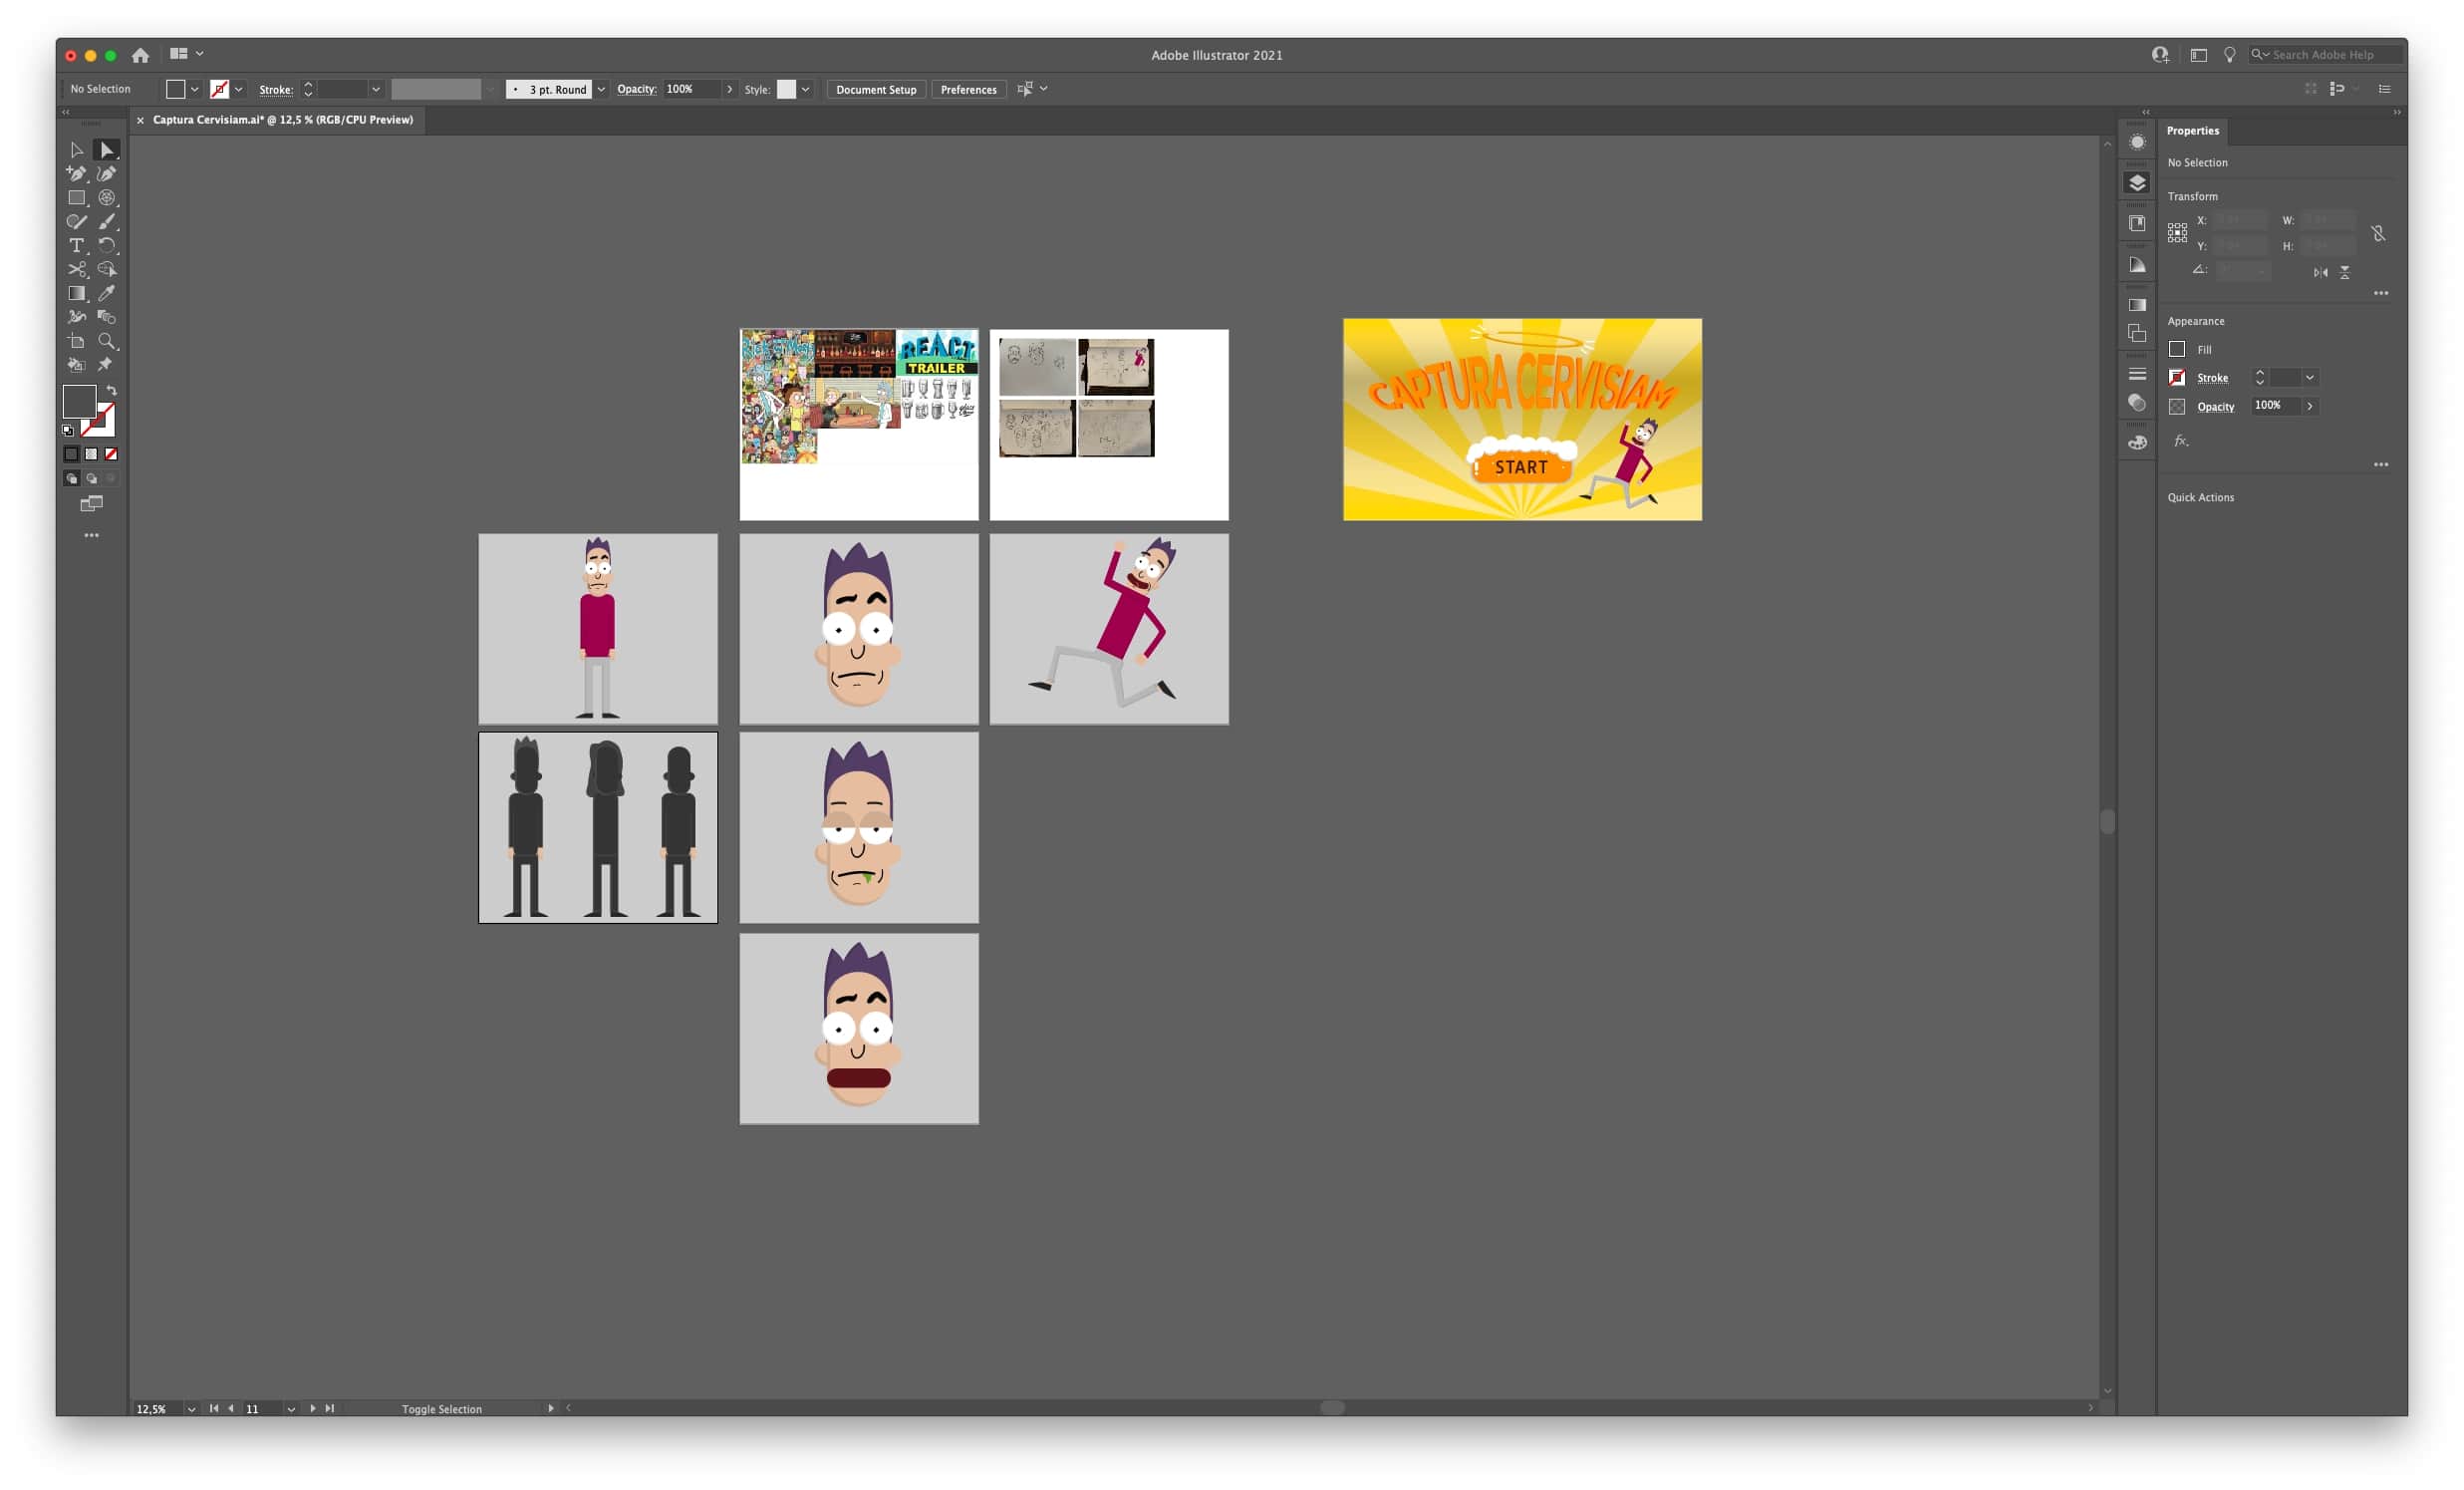 Adobe Illustrator 2021
Search Adobe Help
No Selection
Stroke:
3 pt. Round
Opacity: 100%
Style:
Document Setup
Preferences
Captura Cervisiam.ai* @ 12,5 % (RGB/CPU Preview)
Properties
No Selection
Transform
X:
W:
Y:
H:
Appearance
Fill
Stroke
Opacity
100%
fx.
Quick Actions
REACT
TRAILER
CAPTURA CERVISIAM
START
12,5%
11
Toggle Selection